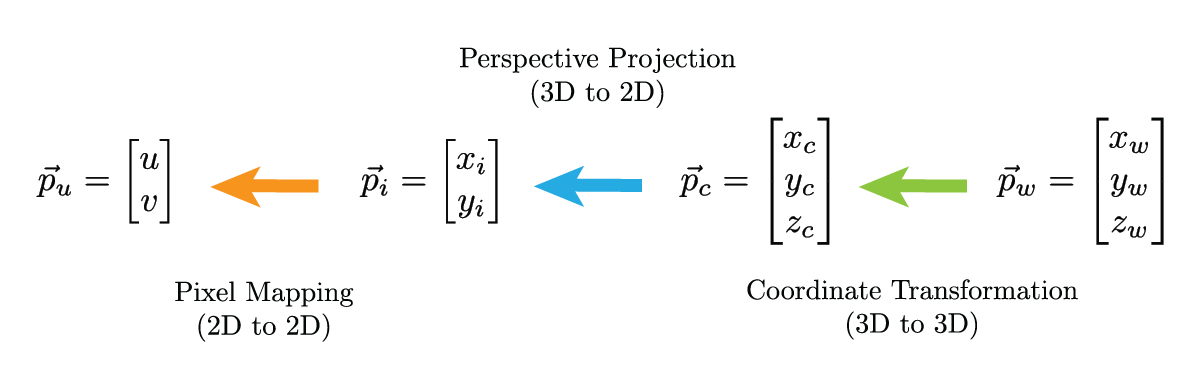 Perspective Projection
(3D to 2D)
$\vec{p}_u = \begin{bmatrix} u \\ v \end{bmatrix}$ $\vec{p}_i = \begin{bmatrix} x_i \\ y_i \end{bmatrix}$ $\vec{p}_c = \begin{bmatrix} x_c \\ y_c \\ z_c \end{bmatrix}$ $\vec{p}_w = \begin{bmatrix} x_w \\ y_w \\ z_w \end{bmatrix}$
Pixel Mapping
(2D to 2D)
Coordinate Transformation
(3D to 3D)